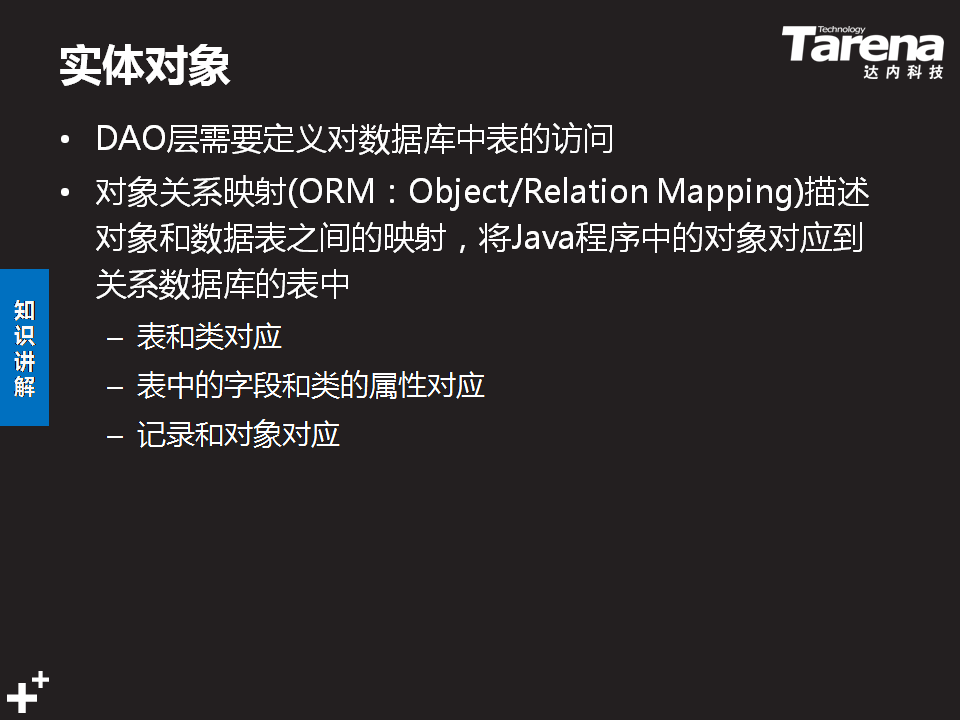 实体对象
Technology
Tarena
达内科技
• DAO层需要定义对数据库中表的访问
• 对象关系映射(ORM：Object/Relation Mapping)描述
对象和数据表之间的映射，将Java程序中的对象对应到
关系数据库的表中
– 表和类对应
– 表中的字段和类的属性对应
– 记录和对象对应
知识讲解